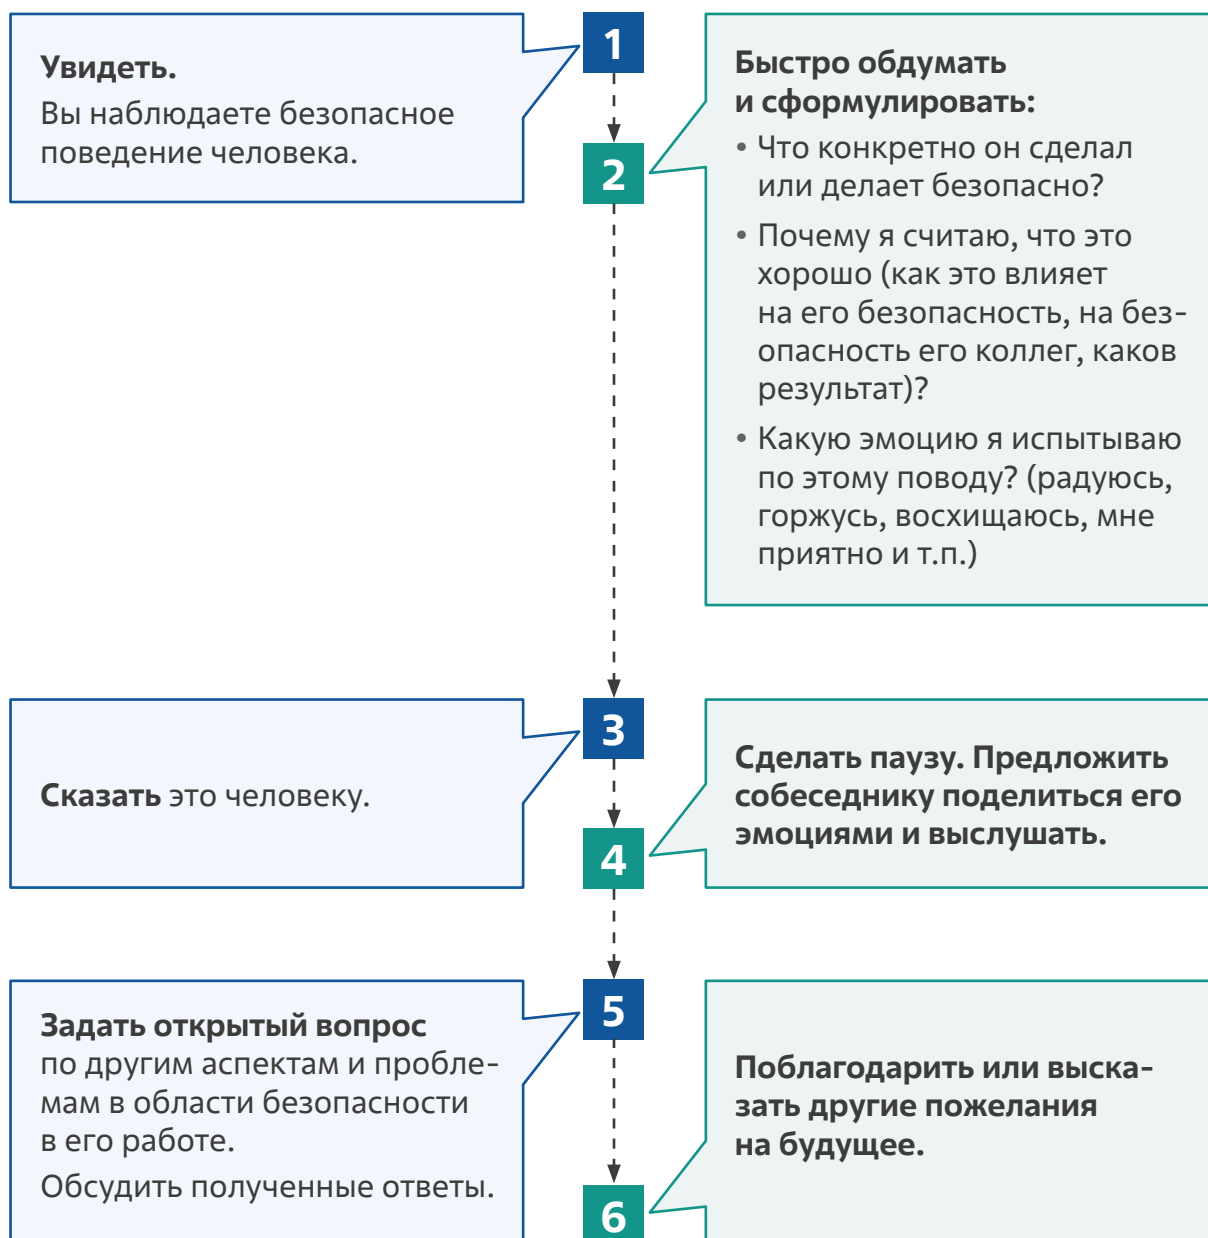 1
Увидеть.
Вы наблюдаете безопасное
поведение человека.
2
Быстро обдумать
и сформулировать:
• Что конкретно он сделал
или делает безопасно?
• Почему я считаю, что это
хорошо (как это влияет
на его безопасность, на без-
опасность его коллег, каков
результат)?
• Какую эмоцию я испытываю
по этому поводу? (радуюсь,
горжусь, восхищаюсь, мне
приятно и т.п.)
3
Сказать это человеку.
4
Сделать паузу. Предложить
собеседнику поделиться его
эмоциями и выслушать.
5
Задать открытый вопрос
по другим аспектам и пробле-
мам в области безопасности
в его работе.
Обсудить полученные ответы.
6
Поблагодарить или выска-
зать другие пожелания
на будущее.